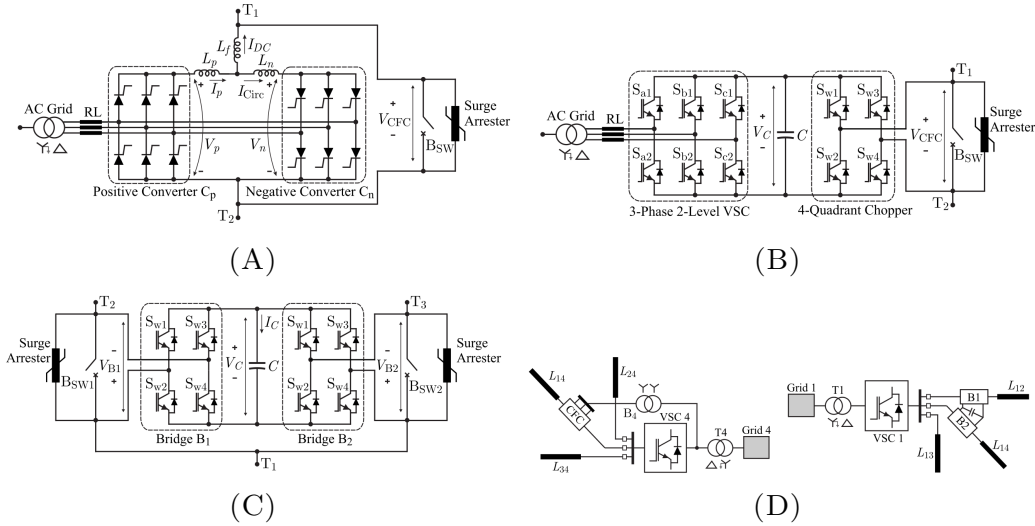 T1
Lf
IDC
Lp
Ln
Ip
ICirc
AC Grid
RL
+
+
Vp
Vn
-
-
+
VCFC
-
BSW
Surge
Arrester
Positive Converter Cp
Negative Converter Cn
T2
(A)
T1
Sa1
Sb1
Sc1
Sw1
Sw3
AC Grid
RL
+
VC
-
C
+
VCFC
-
BSW
Surge
Arrester
Sa2
Sb2
Sc2
Sw2
Sw4
3-Phase 2-Level VSC
4-Quadrant Chopper
T2
(B)
T2
T3
Sw1
Sw3
IC
Sw1
Sw3
Surge
Arrester
-
VB1
+
BSW1
+
VC
-
C
-
VB2
+
BSW2
Surge
Arrester
Sw2
Sw4
Sw2
Sw4
Bridge B1
Bridge B2
T1
(C)
L14
L24
CFC
B4
VSC 4
T4
Grid 4
L34
Grid 1
T1
VSC 1
B1
B2
L12
L13
L14
(D)